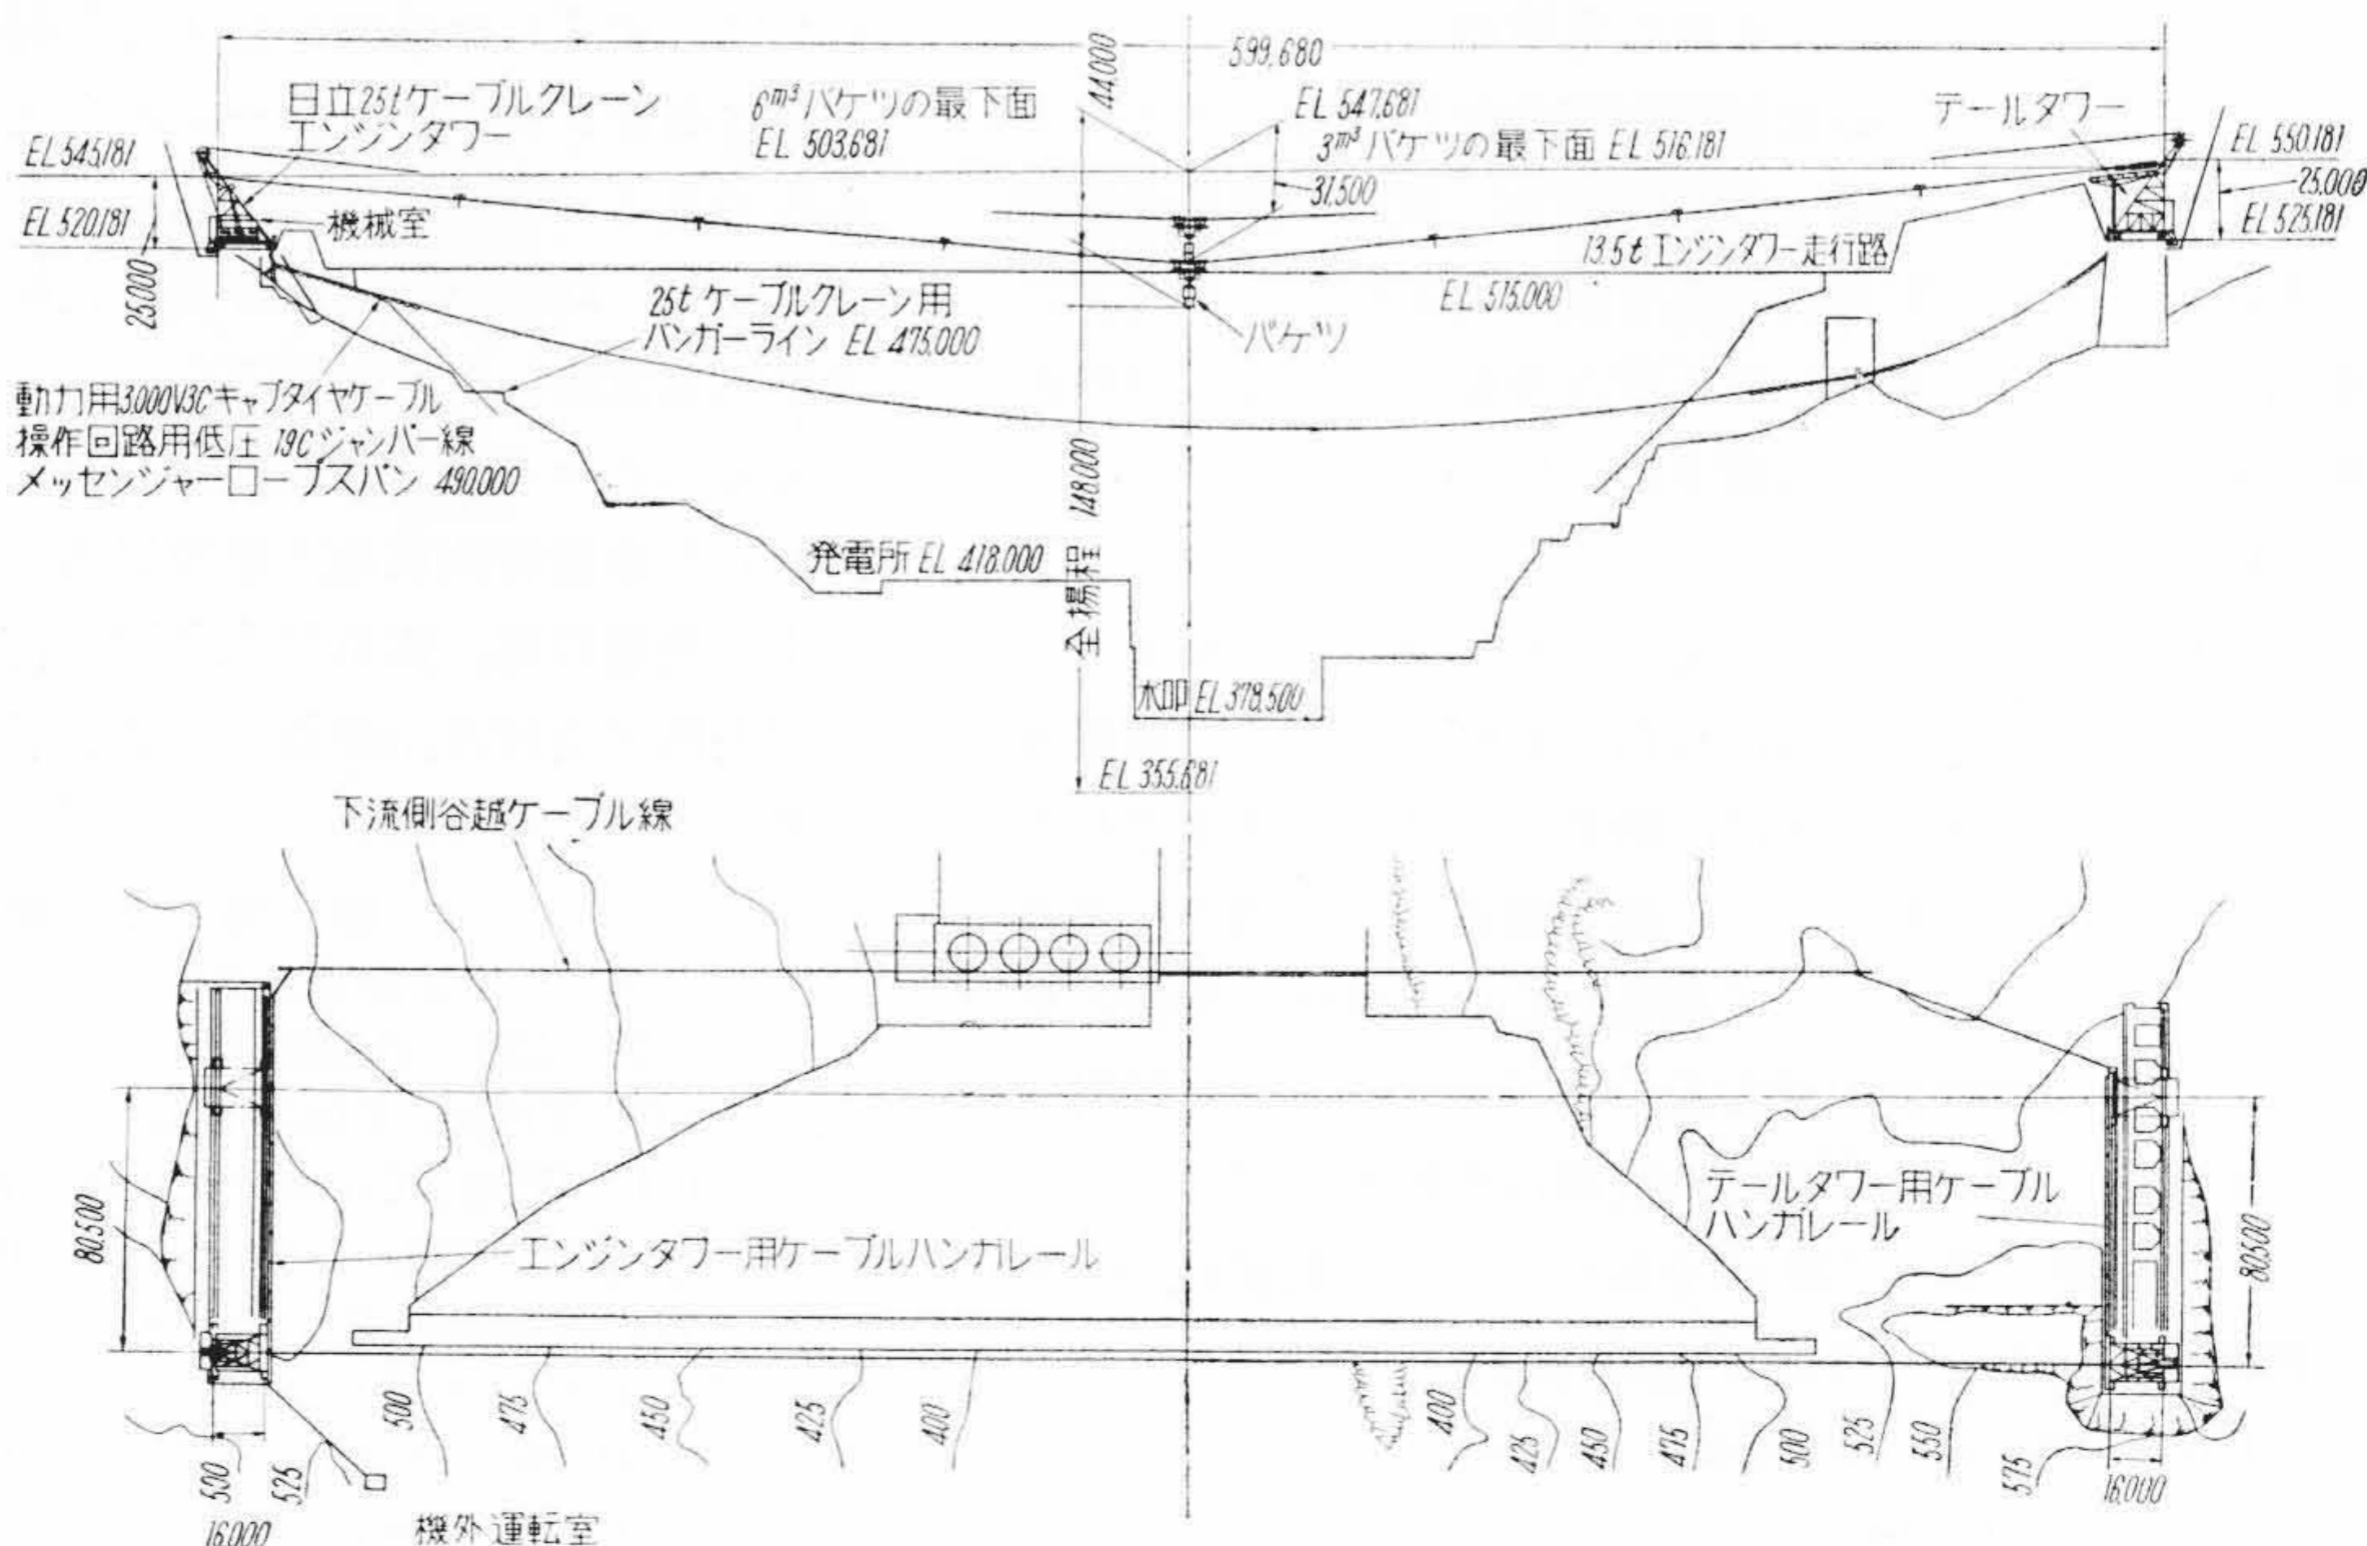 599,680
44,000
日立25tケーブルクレーン
エンジンタワー
6m³バケツの最下面
EL 503,681
EL 547,681
3m³バケツの最下面 EL 516,181
テールタワー
EL 545,181
EL 550,181
31,500
25,000
EL 520,181
機械室
EL 525,181
13.5tエンジンタワー走行路
25,000
25tケーブルクレーン用
バンガーライン EL 475,000
EL 515,000
バケツ
動力用3,000V3Cキャブタイヤケーブル
操作回路用低圧 19Cジャンパー線
メッセンジャーロープスパン 490,000
全揚程 148,000
発電所 EL 418,000
水叩 EL 378,500
EL 355,681
下流側谷越ケーブル線
80,500
エンジンタワー用ケーブルハンガレール
テールタワー用ケーブル
ハンガレール
80,500
500
525
500
475
450
425
400
400
425
450
475
500
525
550
575
16,000
16,000
機外運転室